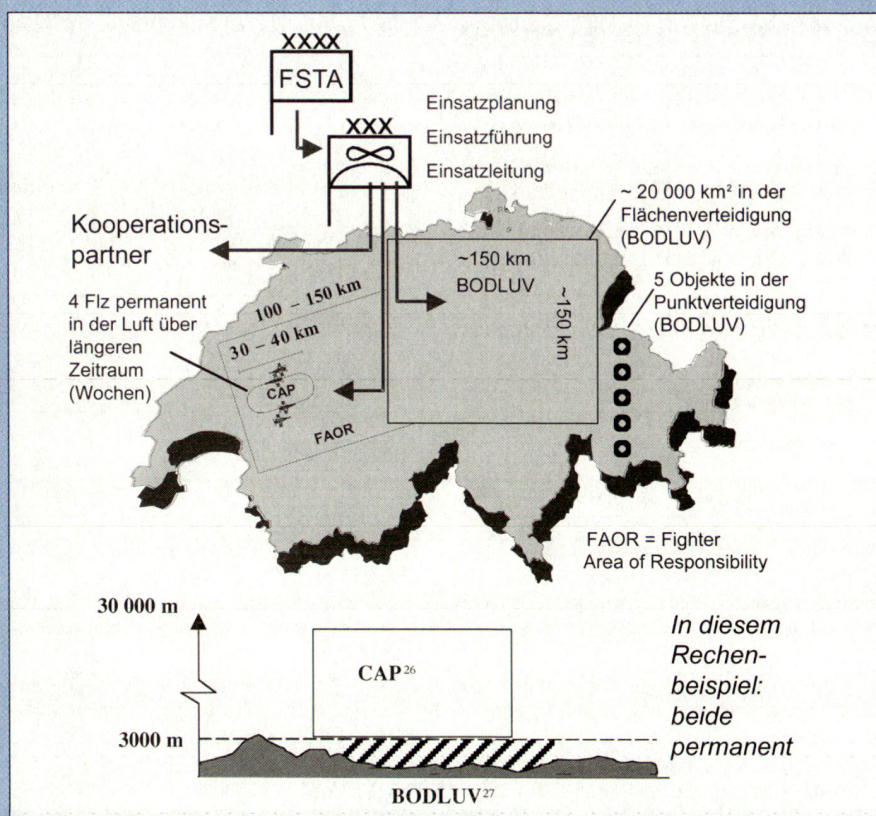 XXXX
FSTA
XXX
Einsatzplanung
Einsatzführung
Einsatzleitung
~ 20 000 km² in der
Flächenverteidigung
(BODLUV)
Kooperations-
partner
~150 km
BODLUV
~150 km
5 Objekte in der
Punktverteidigung
(BODLUV)
4 Flz permanent
in der Luft über
längeren
Zeitraum
(Wochen)
100 – 150 km
30 – 40 km
CAP
FAOR
FAOR = Fighter
Area of Responsibility
30 000 m
CAP²⁶
3000 m
BODLUV²⁷
In diesem
Rechen-
beispiel:
beide
permanent